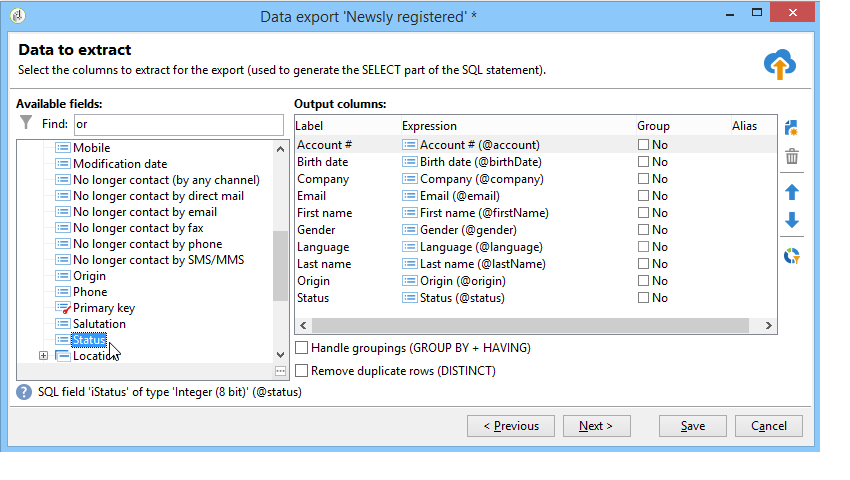 Data export 'Newsly registered' *
Data to extract
Select the columns to extract for the export (used to generate the SELECT part of the SQL statement).
Available fields:
Find: or
Mobile
Modification date
No longer contact (by any channel)
No longer contact by direct mail
No longer contact by email
No longer contact by fax
No longer contact by phone
No longer contact by SMS/MMS
Origin
Phone
Primary key
Salutation
Status
Location
Output columns:
Label Expression Group Alias
Account # Account # (@account) No
Birth date Birth date (@birthDate) No
Company Company (@company) No
Email Email (@email) No
First name First name (@firstName) No
Gender Gender (@gender) No
Language Language (@language) No
Last name Last name (@lastName) No
Origin Origin (@origin) No
Status Status (@status) No
Handle groupings (GROUP BY + HAVING)
Remove duplicate rows (DISTINCT)
SQL field 'iStatus' of type 'Integer (8 bit)' (@status)
< Previous Next > Save Cancel